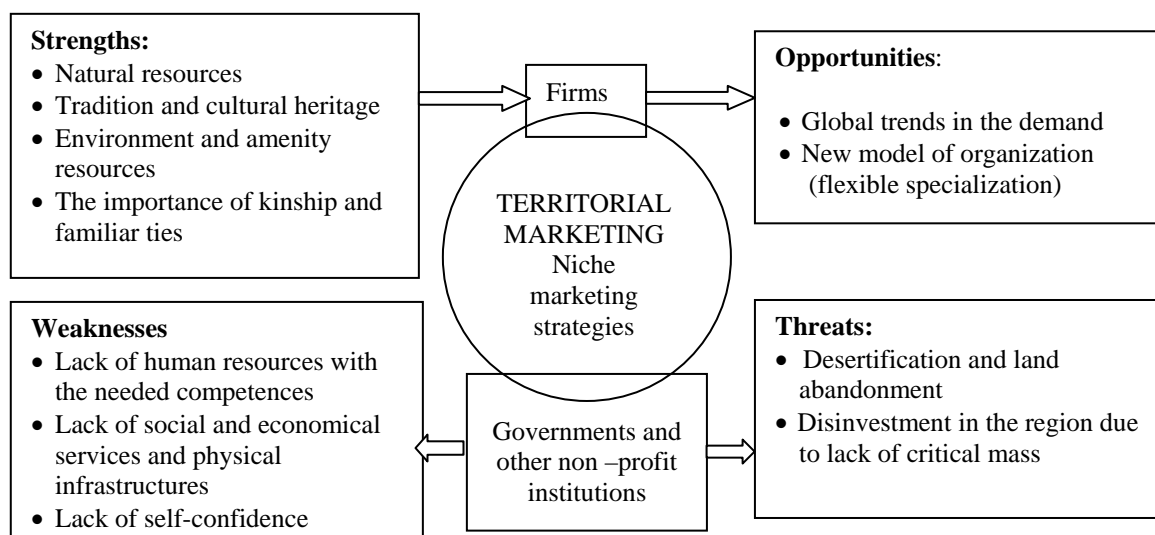 Strengths:
• Natural resources
• Tradition and cultural heritage
• Environment and amenity
resources
• The importance of kinship and
familiar ties
Firms
Opportunities:
• Global trends in the demand
• New model of organization
(flexible specialization)
TERRITORIAL
MARKETING
Niche
marketing
strategies
Weaknesses
• Lack of human resources with
the needed competences
• Lack of social and economical
services and physical
infrastructures
• Lack of self-confidence
Governments and
other non –profit
institutions
Threats:
• Desertification and land
abandonment
• Disinvestment in the region due
to lack of critical mass